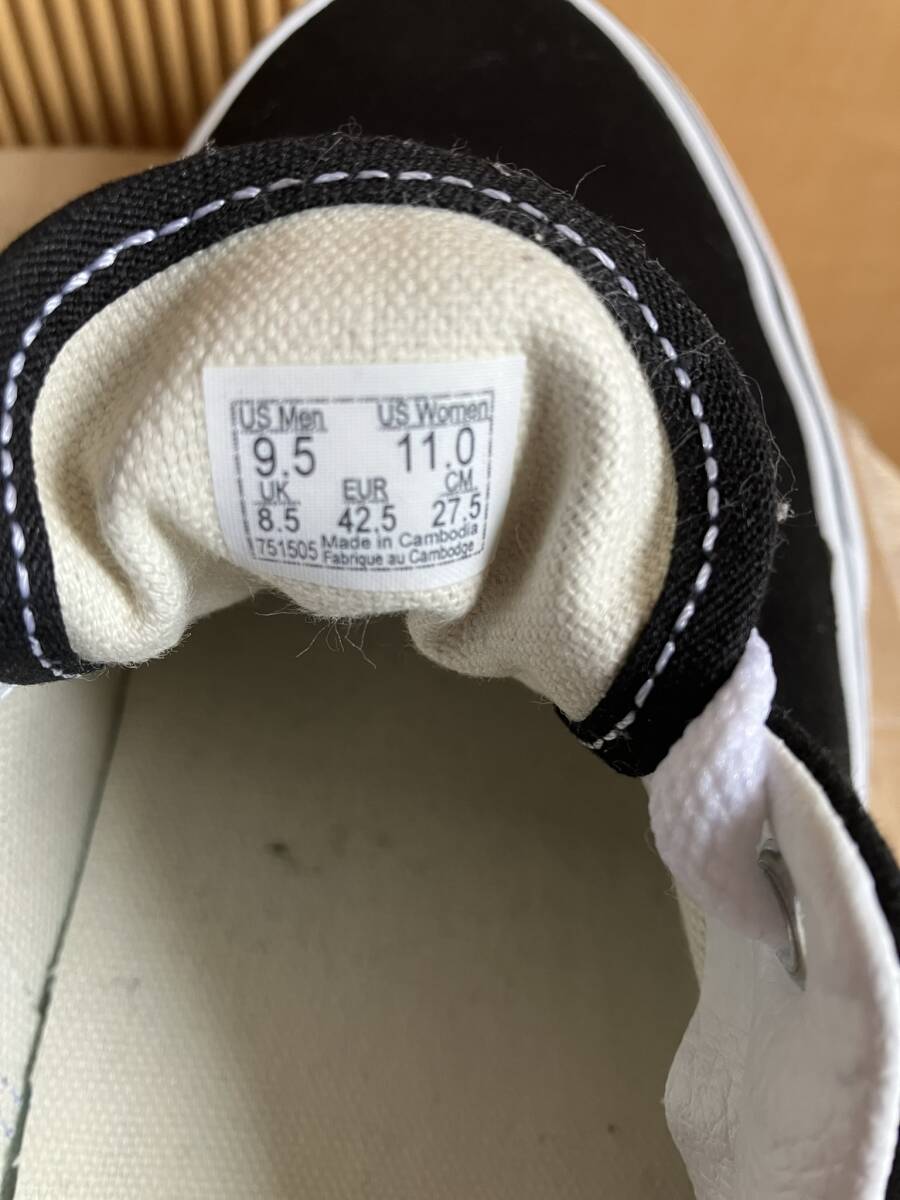 US Men US Women
9.5 11.0
UK EUR CM
8.5 42.5 27.5
751505 Made in Cambodia
Fabrique au Cambodge